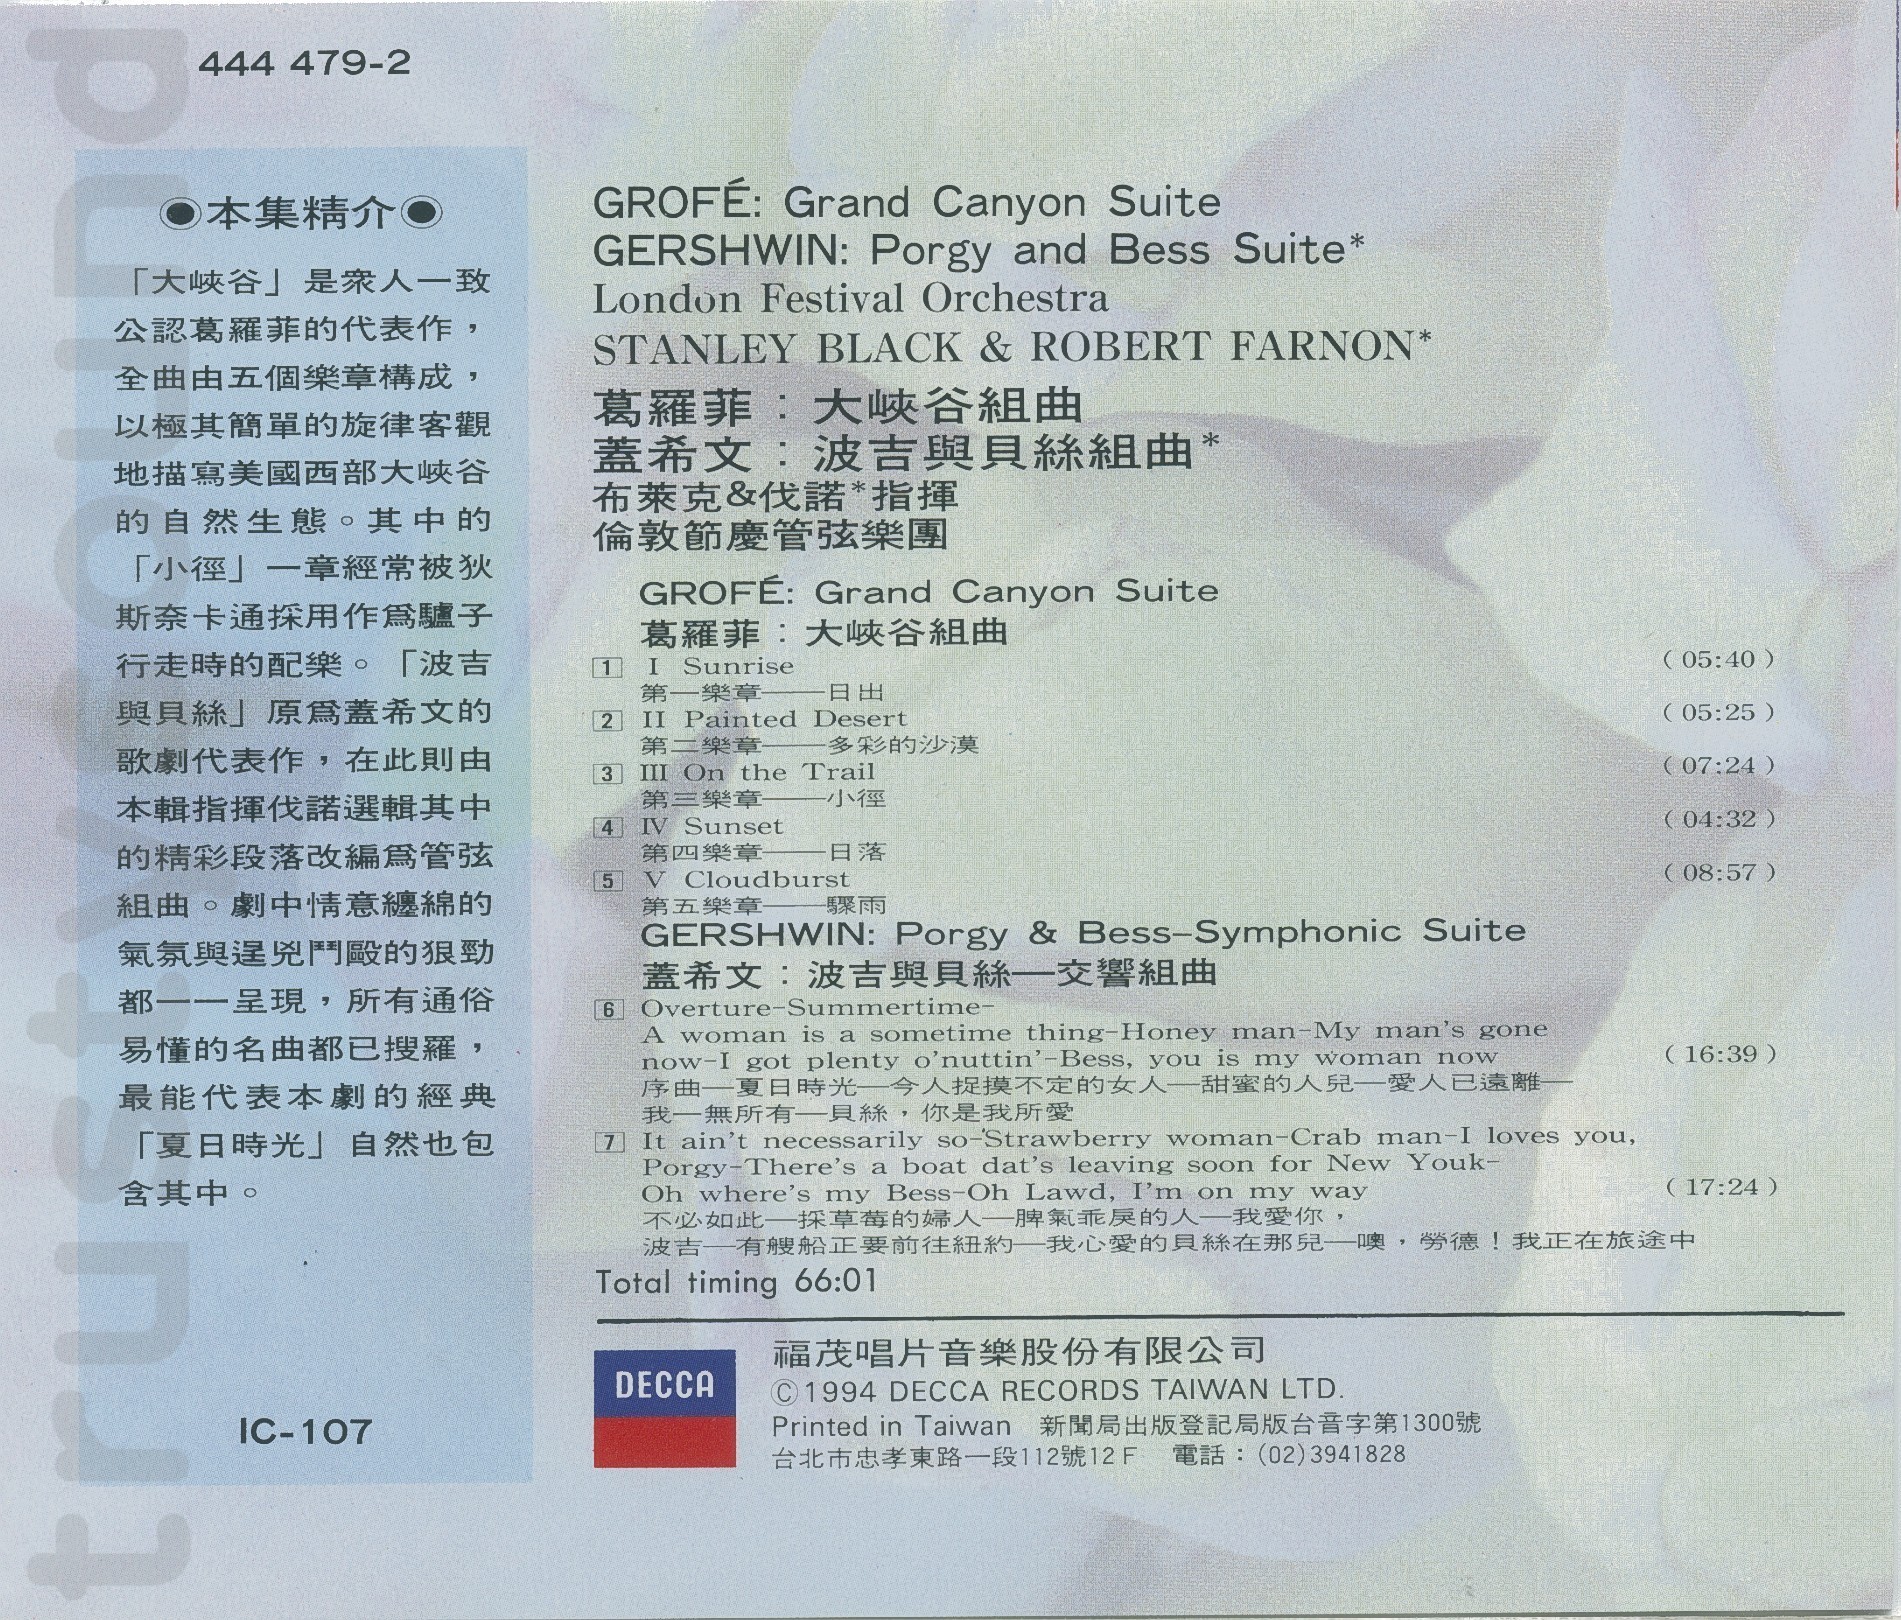 444 479-2
◉本集精介◉
「大峽谷」是衆人一致
公認葛羅菲的代表作，
全曲由五個樂章構成，
以極其簡單的旋律客觀
地描寫美國西部大峽谷
的自然生態。其中的
「小徑」一章經常被狄
斯奈卡通採用作爲驢子
行走時的配樂。「波吉
與貝絲」原爲蓋希文的
歌劇代表作，在此則由
本輯指揮伐諾選輯其中
的精彩段落改編爲管弦
組曲。劇中情意纏綿的
氣氛與逞兇鬥毆的狠勁
都一一呈現，所有通俗
易懂的名曲都已搜羅，
最能代表本劇的經典
「夏日時光」自然也包
含其中。
IC-107
GROFÉ: Grand Canyon Suite
GERSHWIN: Porgy and Bess Suite*
London Festival Orchestra
STANLEY BLACK & ROBERT FARNON*
葛羅菲：大峽谷組曲
蓋希文：波吉與貝絲組曲*
布萊克&伐諾*指揮
倫敦節慶管弦樂團
GROFÉ: Grand Canyon Suite
葛羅菲：大峽谷組曲
1 I Sunrise (05:40)
第一樂章——日出
2 II Painted Desert (05:25)
第二樂章——多彩的沙漠
3 III On the Trail (07:24)
第三樂章——小徑
4 IV Sunset (04:32)
第四樂章——日落
5 V Cloudburst (08:57)
第五樂章——驟雨
GERSHWIN: Porgy & Bess–Symphonic Suite
蓋希文：波吉與貝絲—交響組曲
6 Overture–Summertime–
A woman is a sometime thing–Honey man–My man's gone
now–I got plenty o'nuttin'–Bess, you is my woman now (16:39)
序曲—夏日時光—令人捉摸不定的女人—甜蜜的人兒—愛人已遠離—
我一無所有—貝絲，你是我所愛
7 It ain't necessarily so–Strawberry woman–Crab man–I loves you,
Porgy–There's a boat dat's leaving soon for New Youk–
Oh where's my Bess–Oh Lawd, I'm on my way (17:24)
不必如此—採草莓的婦人—脾氣乖戾的人—我愛你，
波吉—有艘船正要前往紐約—我心愛的貝絲在那兒—噢，勞德！我正在旅途中
Total timing 66:01
DECCA
福茂唱片音樂股份有限公司
©1994 DECCA RECORDS TAIWAN LTD.
Printed in Taiwan 新聞局出版登記局版台音字第1300號
台北市忠孝東路一段112號12F 電話：(02)3941828